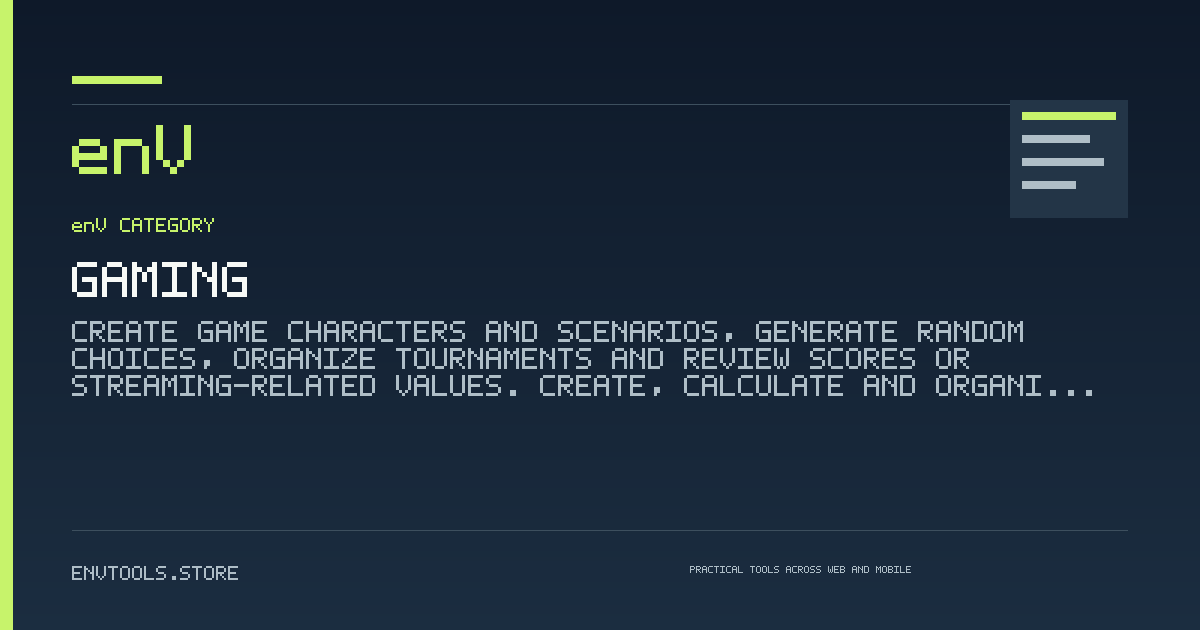 enV
enV CATEGORY
GAMING
CREATE GAME CHARACTERS AND SCENARIOS, GENERATE RANDOM
CHOICES, ORGANIZE TOURNAMENTS AND REVIEW SCORES OR
STREAMING-RELATED VALUES. CREATE, CALCULATE AND ORGANI...
ENVTOOLS.STORE
PRACTICAL TOOLS ACROSS WEB AND MOBILE